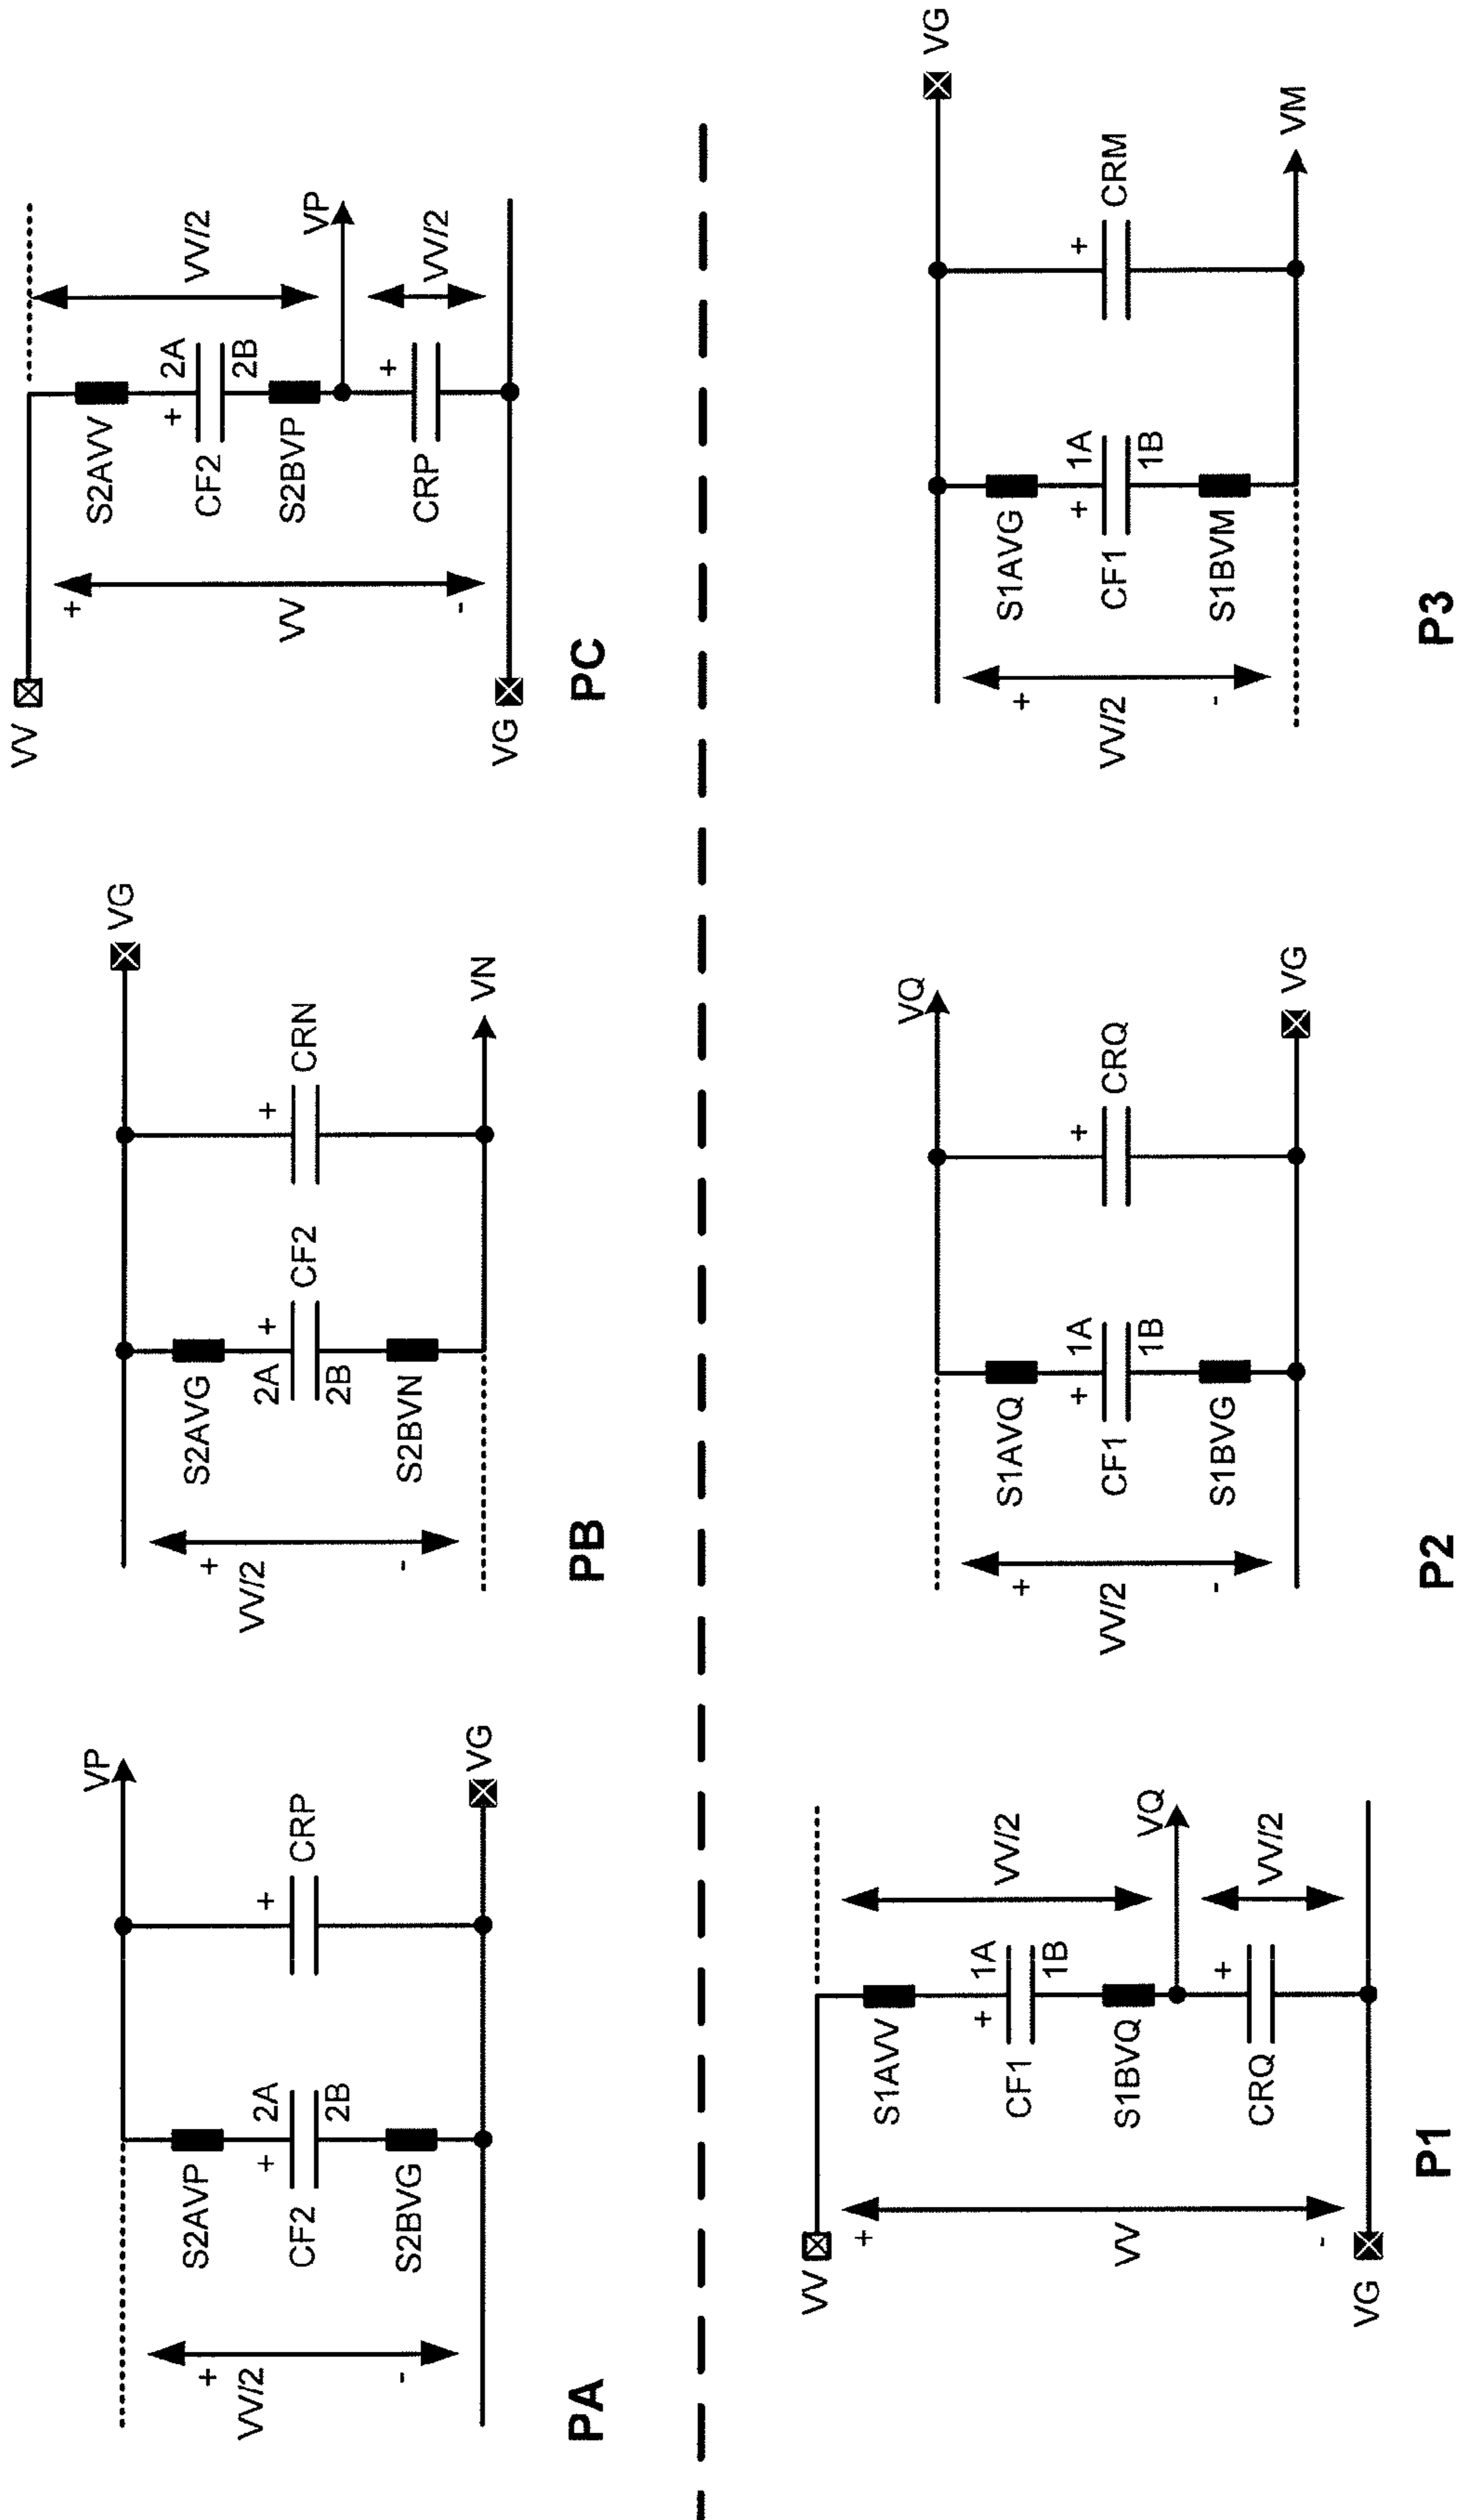 VP
S2AVP
+
2A
+
CRP
CF2
2B
S2BVG
+
VV/2
-
VG
PA
VG
S2AVG
2A
+
CF2
+
CRN
2B
S2BVN
+
VV/2
-
VN
PB
VV
+
VV
-
S2AVV
+
2A
CF2
2B
S2BVP
VV/2
VP
+
CRP
VV/2
VG
PC
VV
+
VV
-
S1AVV
+
1A
CF1
1B
S1BVQ
VV/2
VQ
+
CRQ
VV/2
VG
P1
VQ
S1AVQ
+
1A
+
CRQ
CF1
1B
S1BVG
+
VV/2
-
VG
P2
VG
S1AVG
+
1A
+
CRM
CF1
1B
S1BVM
+
VV/2
-
VM
P3